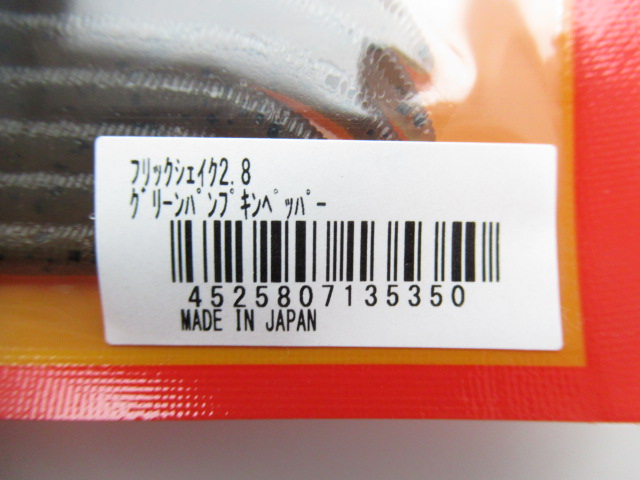 ﾌﾘｯｸｼｪｲｸ2.8
ｸﾞﾘｰﾝﾊﾟﾝﾌﾟｷﾝﾍﾟｯﾊﾟｰ
4525807135350
MADE IN JAPAN